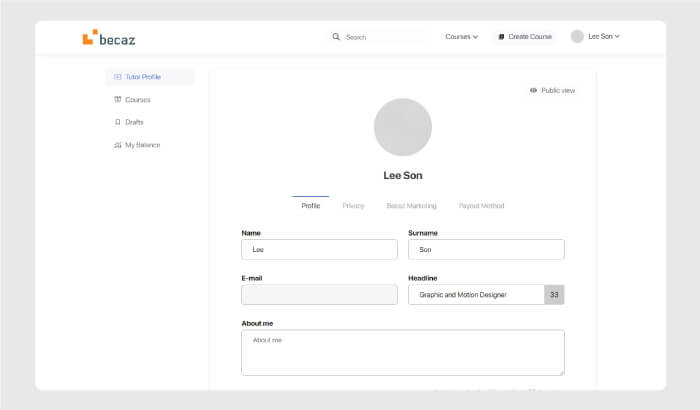 becaz
Search
Courses
Create Course
Lee Son
Tutor Profile
Courses
Drafts
My Balance
Public view
Lee Son
Profile
Privacy
Becaz Marketing
Payout Method
Name
Surname
Lee
Son
E-mail
Headline
Graphic and Motion Designer
33
About me
About me